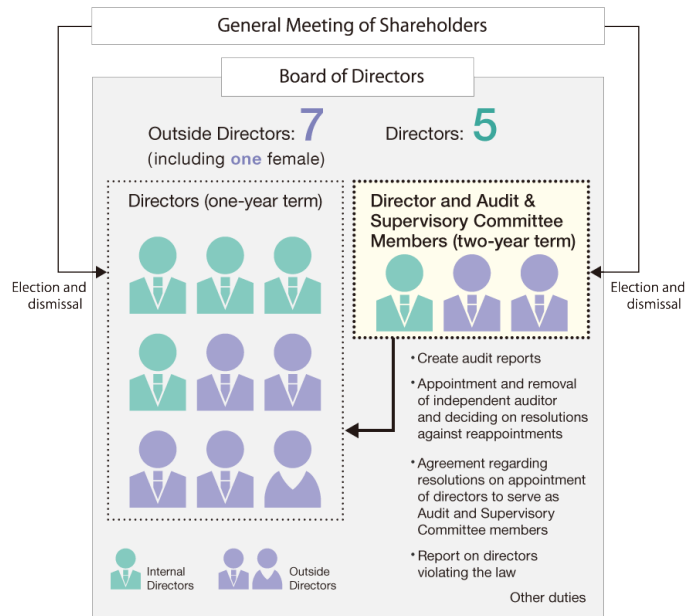 General Meeting of Shareholders
Board of Directors
Outside Directors: 7
(including one female)
Directors: 5
Directors (one-year term)
Director and Audit &
Supervisory Committee
Members (two-year term)
Election and
dismissal
Election and
dismissal
• Create audit reports
• Appointment and removal
of independent auditor
and deciding on resolutions
against reappointments
• Agreement regarding
resolutions on appointment
of directors to serve as
Audit and Supervisory
Committee members
• Report on directors
violating the law
Other duties
Internal
Directors
Outside
Directors